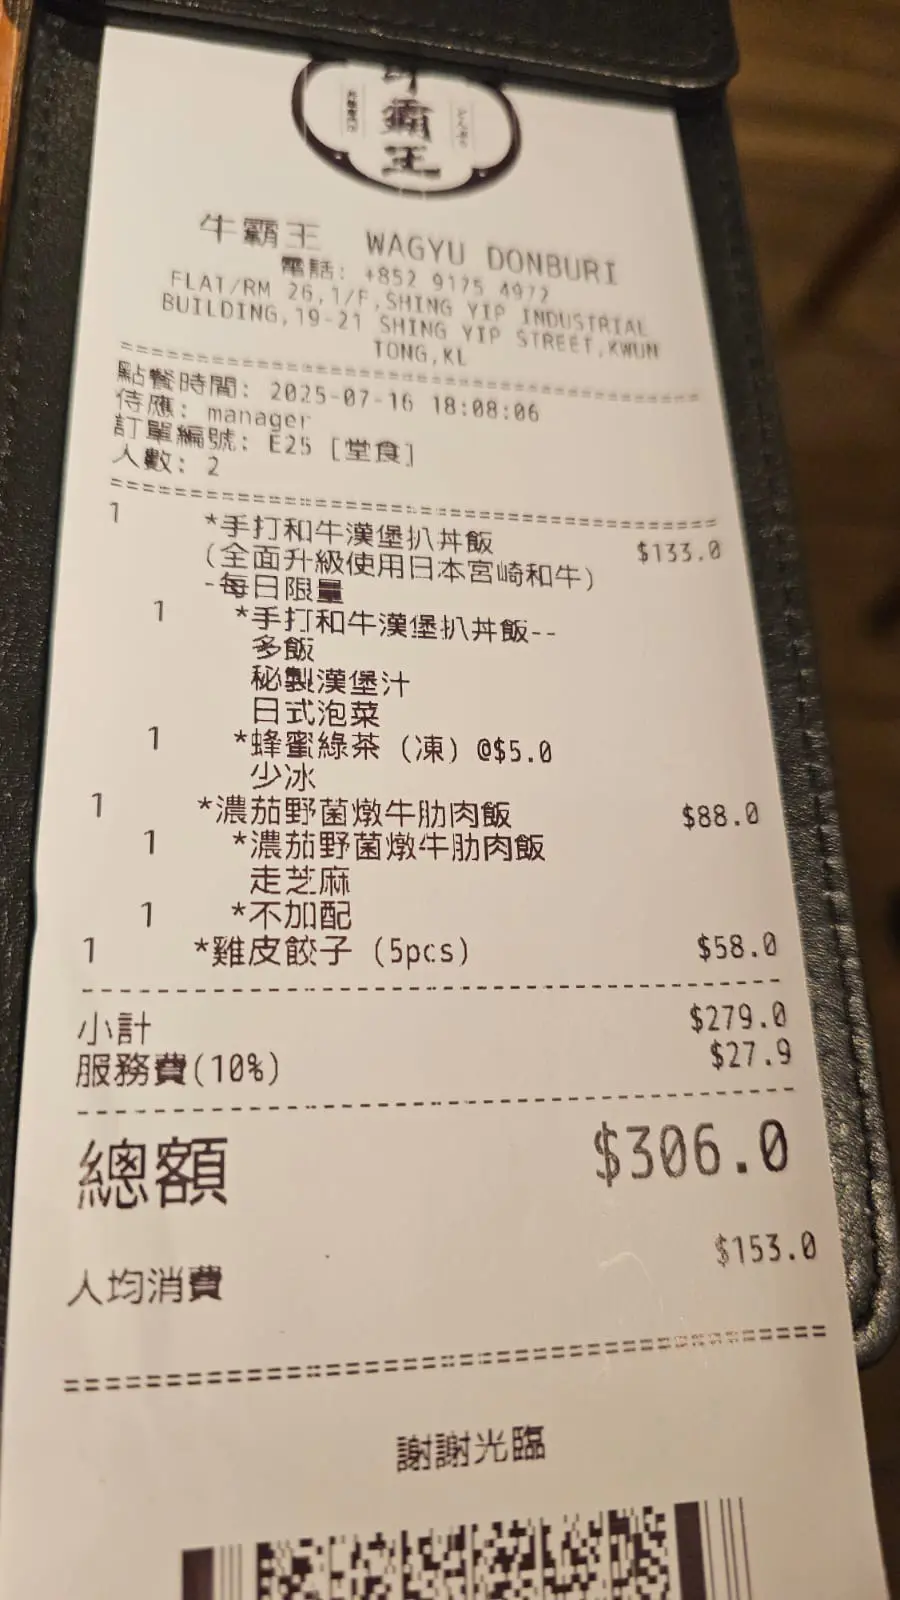 霸
王
牛霸王 WAGYU DONBURI
電話: +852 9175 4972
FLAT/RM 26,1/F,SHING YIP INDUSTRIAL
BUILDING,19-21 SHING YIP STREET,KWUN
TONG,KL
點餐時間: 2025-07-16 18:08:06
侍應: manager
訂單編號: E25 [堂食]
人數: 2
1 *手打和牛漢堡扒丼飯 $133.0
(全面升級使用日本宮崎和牛)
-每日限量
1 *手打和牛漢堡扒丼飯--
多飯
秘製漢堡汁
日式泡菜
1 *蜂蜜綠茶 (凍) @$5.0
少冰
1 *濃茄野菌燉牛肋肉飯 $88.0
1 *濃茄野菌燉牛肋肉飯
走芝麻
1 *不加配
1 *雞皮餃子 (5pcs) $58.0
小計 $279.0
服務費(10%) $27.9
總額 $306.0
人均消費 $153.0
謝謝光臨